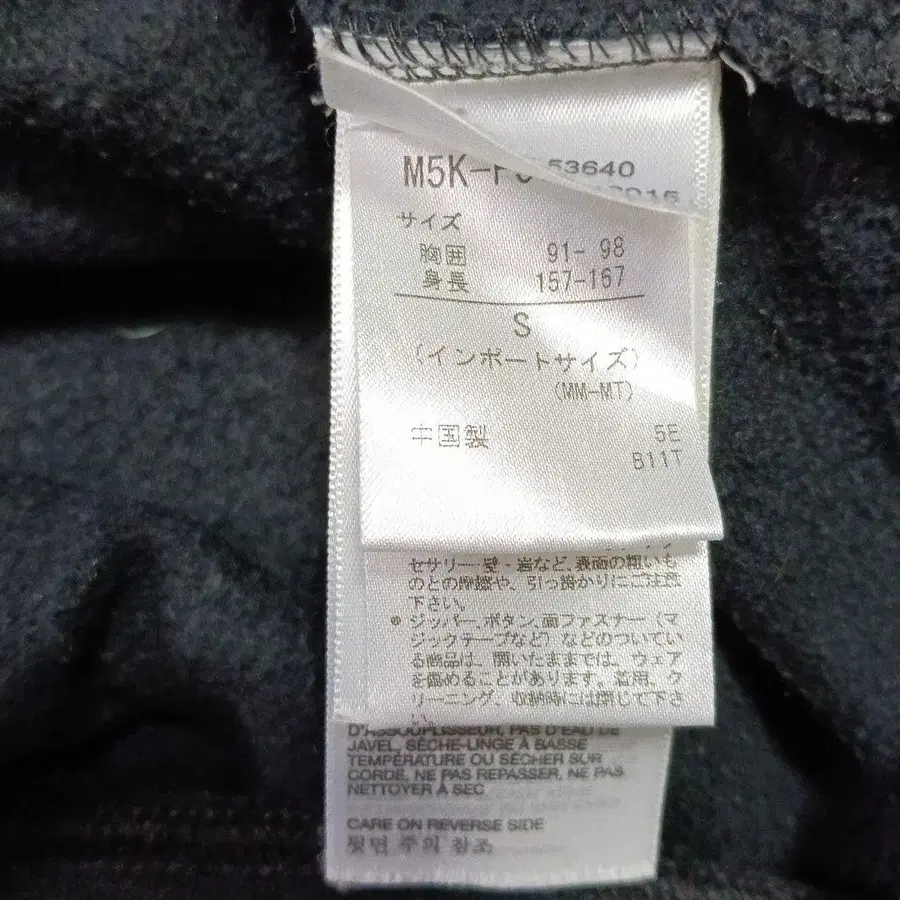 M5K-
53640
サイズ
胸囲 91- 98
身長 157-167
S
(インポートサイズ)
(MM-MT)
中国製 5E
B11T
セサリー・壁・岩など、表面の粗いも
のとの摩擦や、引っ掛かりにご注意
下さい。
● ジッパー、ボタン、面ファスナー(マ
ジックテープなど)などのついてい
る商品は、開いたままでは、ウェア
を傷めることがあります。着用、ク
リーニング、収納時には閉じて下さ
い。
D'ASSOUPLISSEUR, PAS D'EAU DE
JAVEL, SÈCHE-LINGE À BASSE
TEMPÉRATURE OU SÉCHER SUR
CORDE, NE PAS REPASSER, NE PAS
NETTOYER À SEC
CARE ON REVERSE SIDE
뒷면 주의 참조